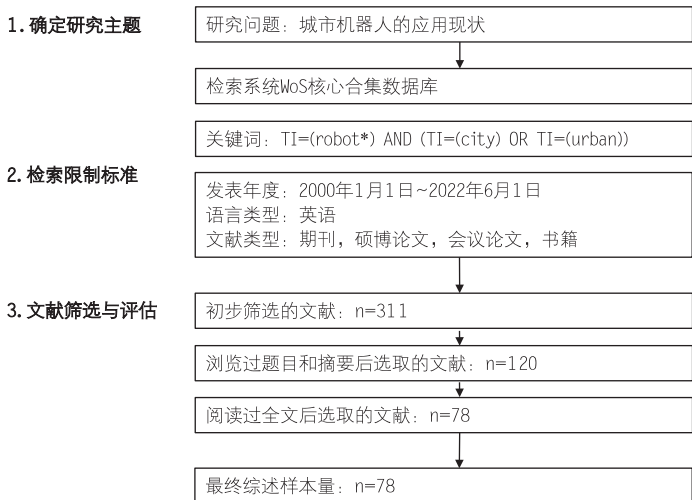 1.确定研究主题
研究问题：城市机器人的应用现状
检索系统WoS核心合集数据库
关键词：TI=(robot*) AND (TI=(city) OR TI=(urban))
2.检索限制标准
发表年度：2000年1月1日~2022年6月1日
语言类型：英语
文献类型：期刊，硕博论文，会议论文，书籍
3.文献筛选与评估
初步筛选的文献：n=311
浏览过题目和摘要后选取的文献：n=120
阅读过全文后选取的文献：n=78
最终综述样本量：n=78